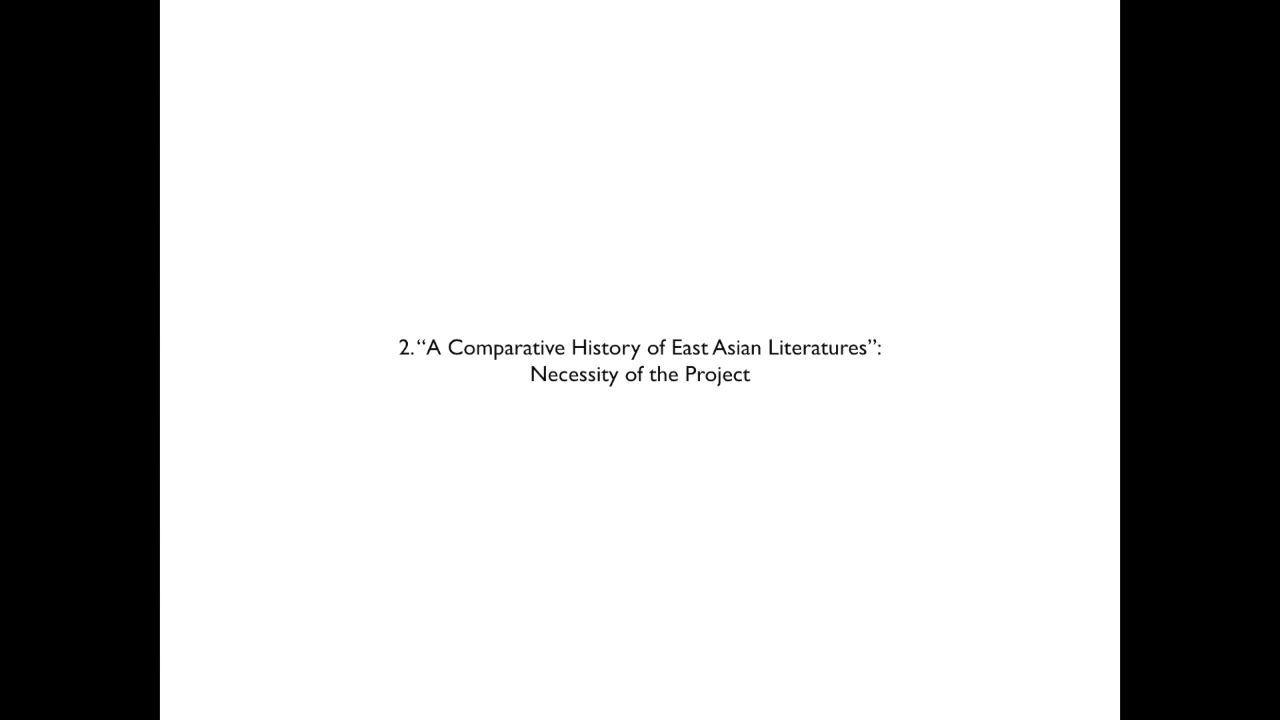 2. “A Comparative History of East Asian Literatures”:
Necessity of the Project